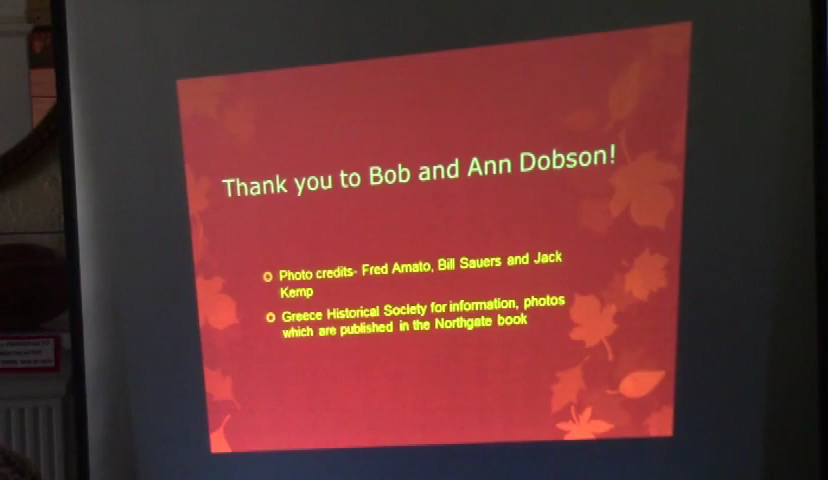 Thank you to Bob and Ann Dobson!
Photo credits- Fred Amato, Bill Sauers and Jack
Kemp
Greece Historical Society for information, photos
which are published in the Northgate book